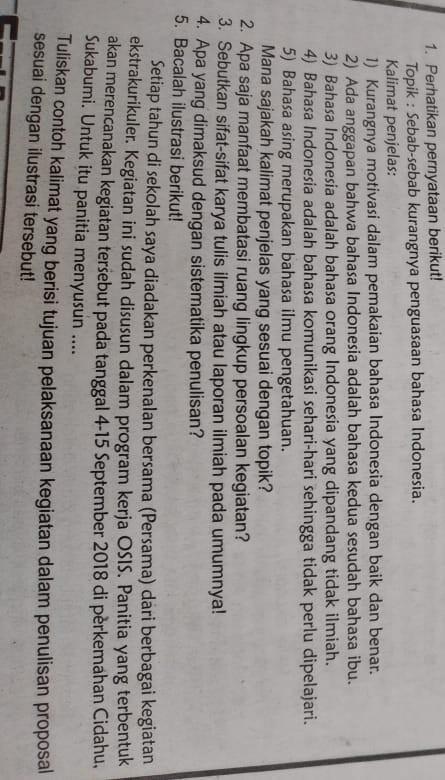 1. Perhatikan pernyataan berikut!
Topik : Sebab-sebab kurangnya penguasaan bahasa Indonesia.
Kalimat penjelas:
1) Kurangnya motivasi dalam pemakaian bahasa Indonesia dengan baik dan benar.
2) Ada anggapan bahwa bahasa Indonesia adalah bahasa kedua sesudah bahasa ibu.
3) Bahasa Indonesia adalah bahasa orang Indonesia yang dipandang tidak ilmiah.
4) Bahasa Indonesia adalah bahasa komunikasi sehari-hari sehingga tidak perlu dipelajari.
5) Bahasa asing merupakan bahasa ilmu pengetahuan.
Mana sajakah kalimat penjelas yang sesuai dengan topik?
2. Apa saja manfaat membatasi ruang lingkup persoalan kegiatan?
3. Sebutkan sifat-sifat karya tulis ilmiah atau laporan ilmiah pada umumnya!
4. Apa yang dimaksud dengan sistematika penulisan?
5. Bacalah ilustrasi berikut!
Setiap tahun di sekolah saya diadakan perkenalan bersama (Persama) dari berbagai kegiatan
ekstrakurikuler. Kegiatan ini sudah disusun dalam program kerja OSIS. Panitia yang terbentuk
akan merencanakan kegiatan tersebut pada tanggal 4-15 September 2018 di perkemahan Cidahu,
Sukabumi. Untuk itu panitia menyusun ....
Tuliskan contoh kalimat yang berisi tujuan pelaksanaan kegiatan dalam penulisan proposal
sesuai dengan ilustrasi tersebut!